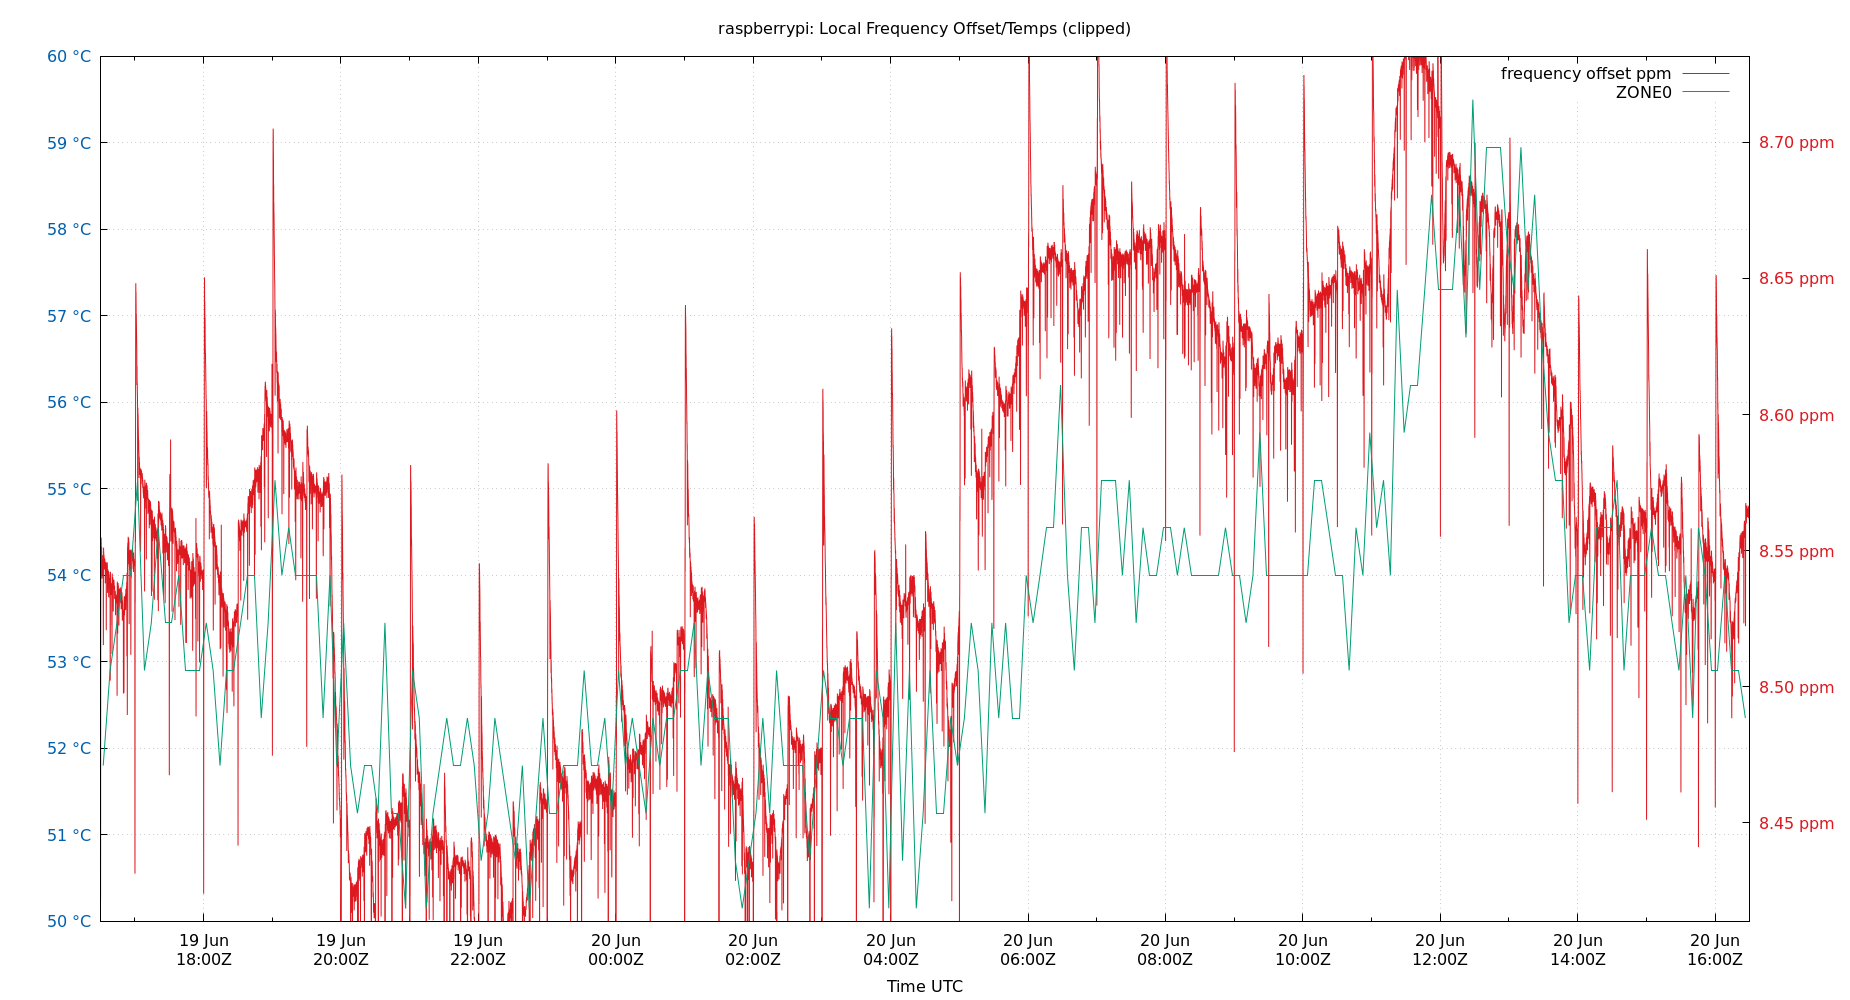 raspberrypi: Local Frequency Offset/Temps (clipped)
60 °C
59 °C
58 °C
57 °C
56 °C
55 °C
54 °C
53 °C
52 °C
51 °C
50 °C
frequency offset ppm
ZONE0
8.70 ppm
8.65 ppm
8.60 ppm
8.55 ppm
8.50 ppm
8.45 ppm
19 Jun
18:00Z
19 Jun
20:00Z
19 Jun
22:00Z
20 Jun
00:00Z
20 Jun
02:00Z
20 Jun
04:00Z
20 Jun
06:00Z
20 Jun
08:00Z
20 Jun
10:00Z
20 Jun
12:00Z
20 Jun
14:00Z
20 Jun
16:00Z
Time UTC